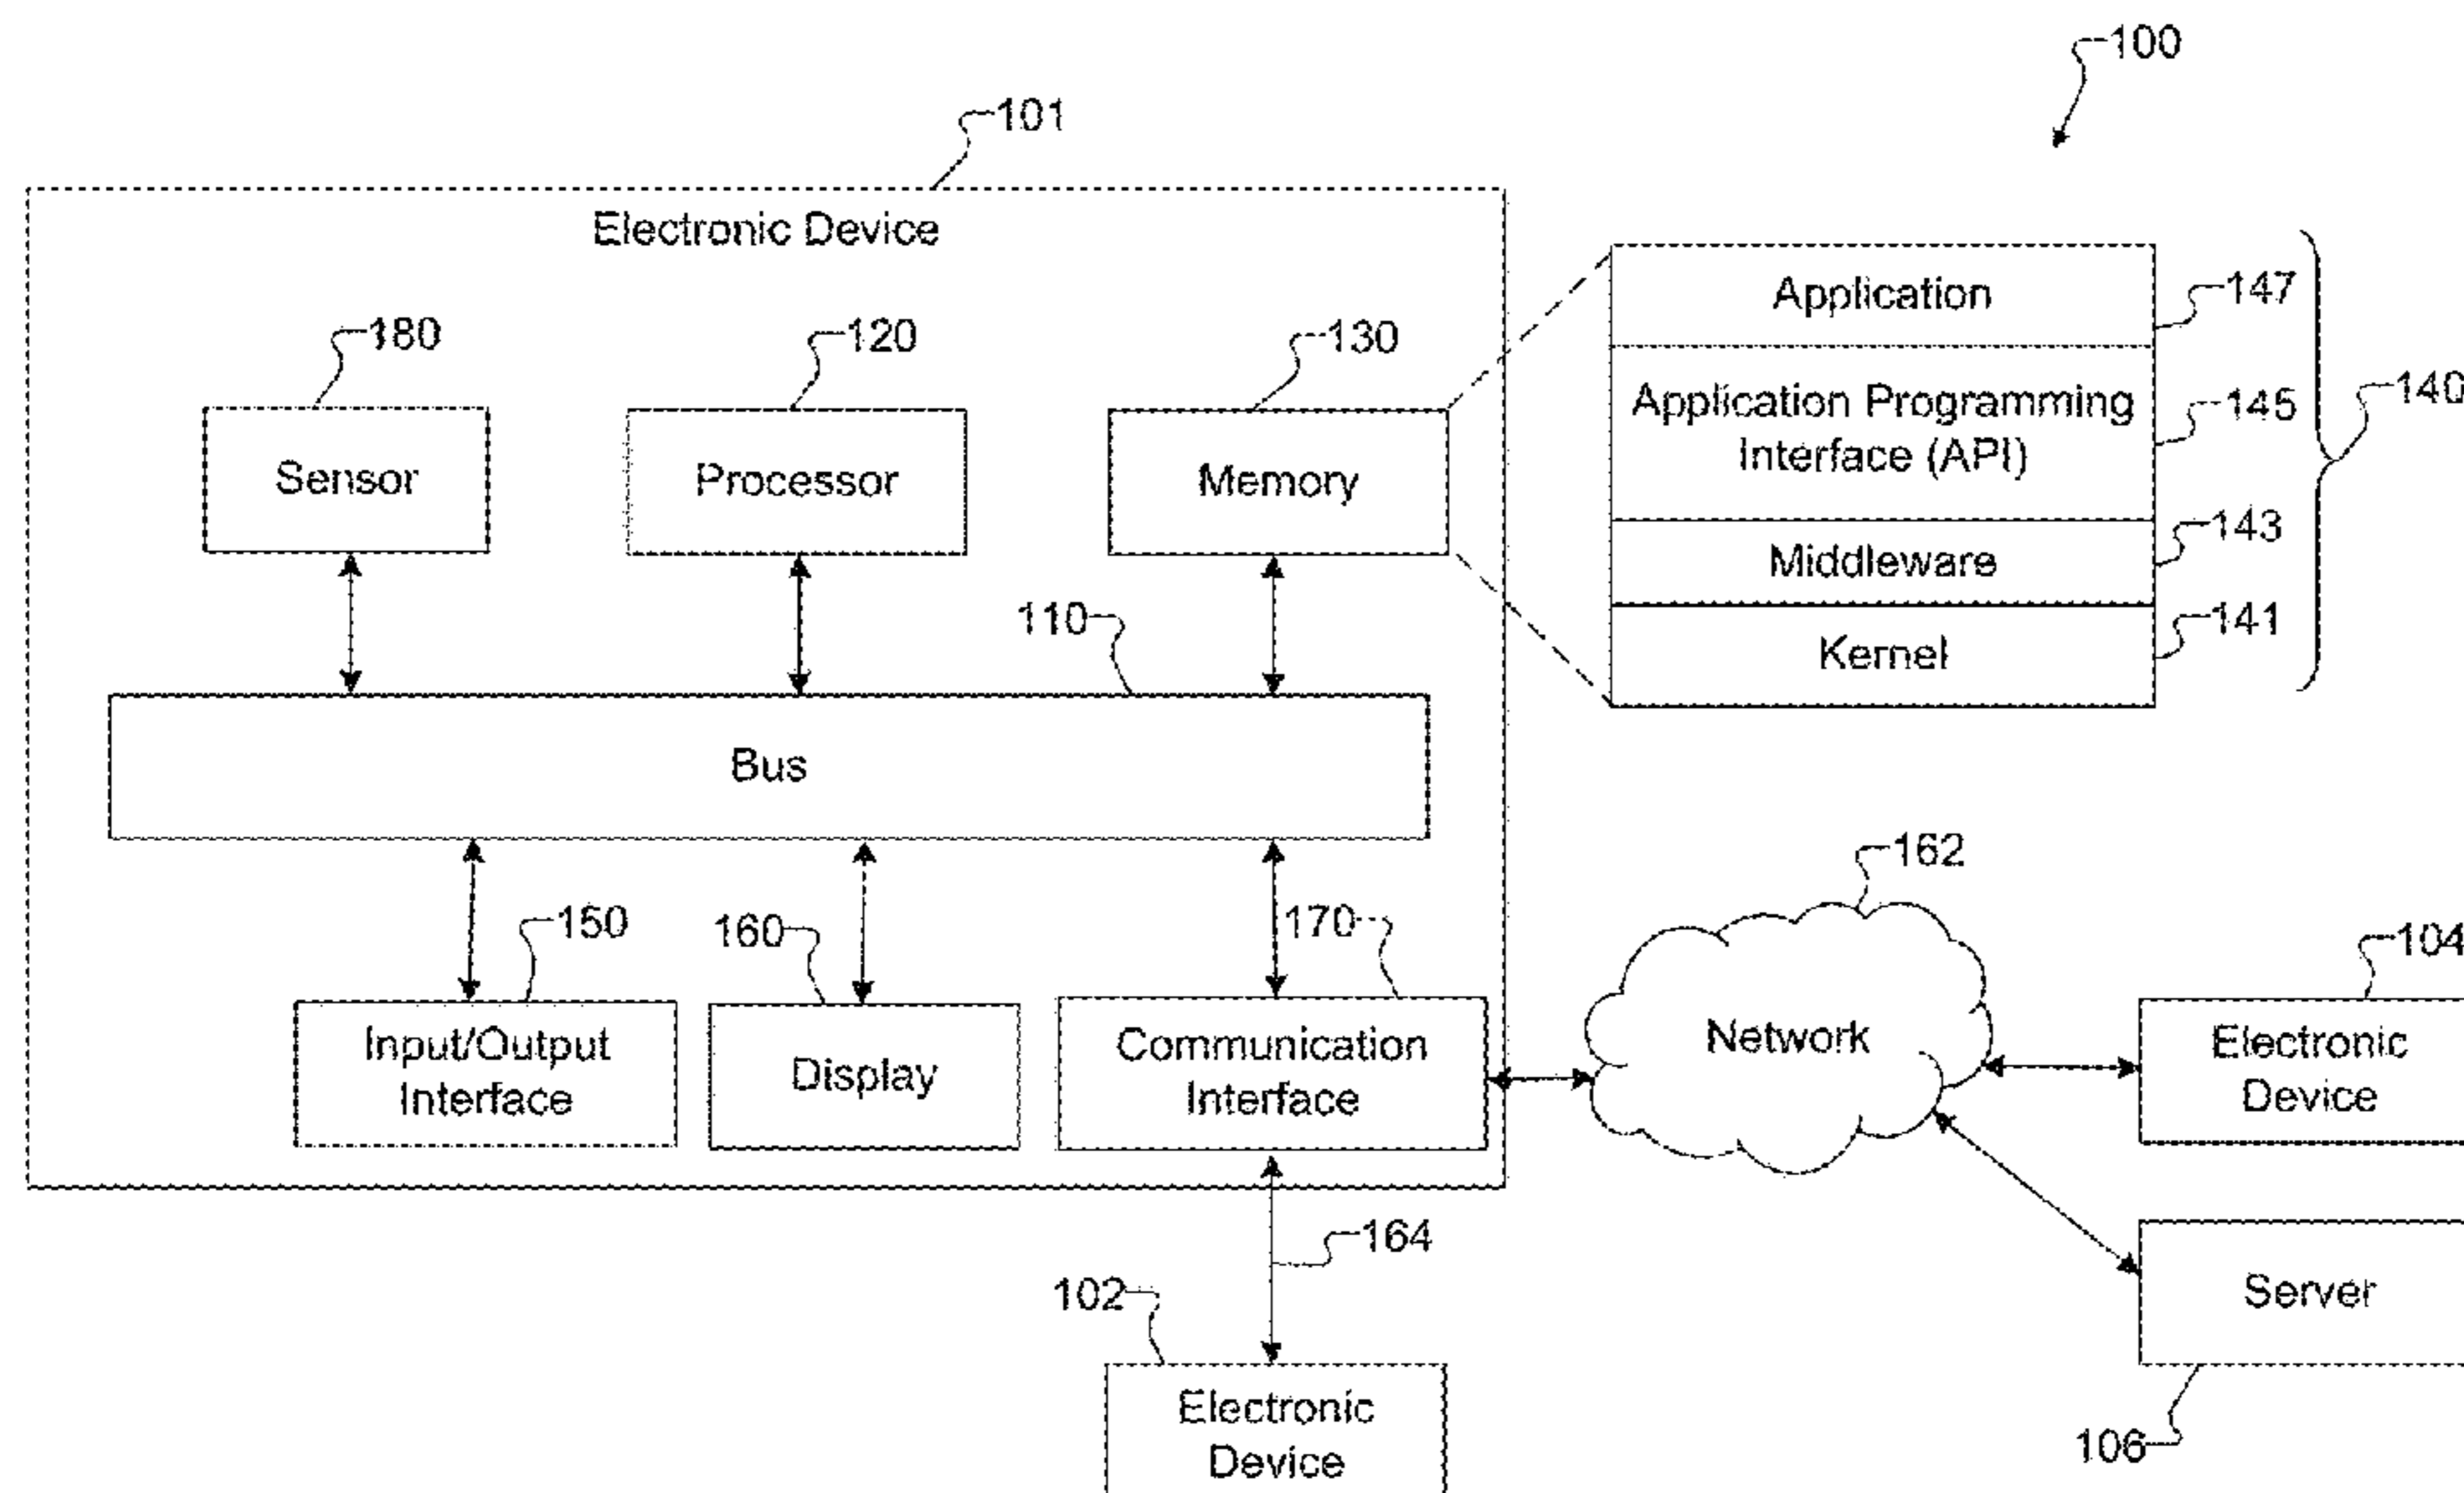 100
101
Electronic Device
180
120
130
Sensor
Processor
Memory
Application
147
Application Programming
Interface (API)
145
140
Middleware
143
Kernel
141
110
Bus
150
160
170
Input/Output
Interface
Display
Communication
Interface
162
Network
104
Electronic
Device
164
102
Electronic
Device
Server
106